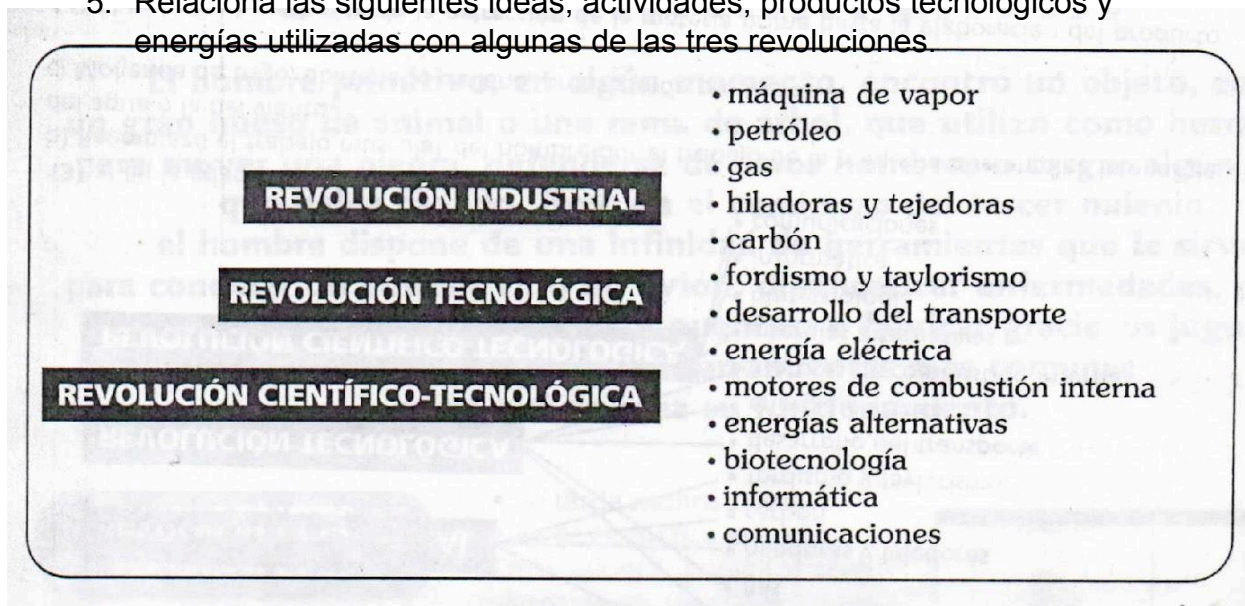 5. Relaciona las siguientes ideas, actividades, productos tecnológicos y
energías utilizadas con algunas de las tres revoluciones.
REVOLUCIÓN INDUSTRIAL
REVOLUCIÓN TECNOLÓGICA
REVOLUCIÓN CIENTÍFICO-TECNOLÓGICA
• máquina de vapor
• petróleo
• gas
• hiladoras y tejedoras
• carbón
• fordismo y taylorismo
• desarrollo del transporte
• energía eléctrica
• motores de combustión interna
• energías alternativas
• biotecnología
• informática
• comunicaciones